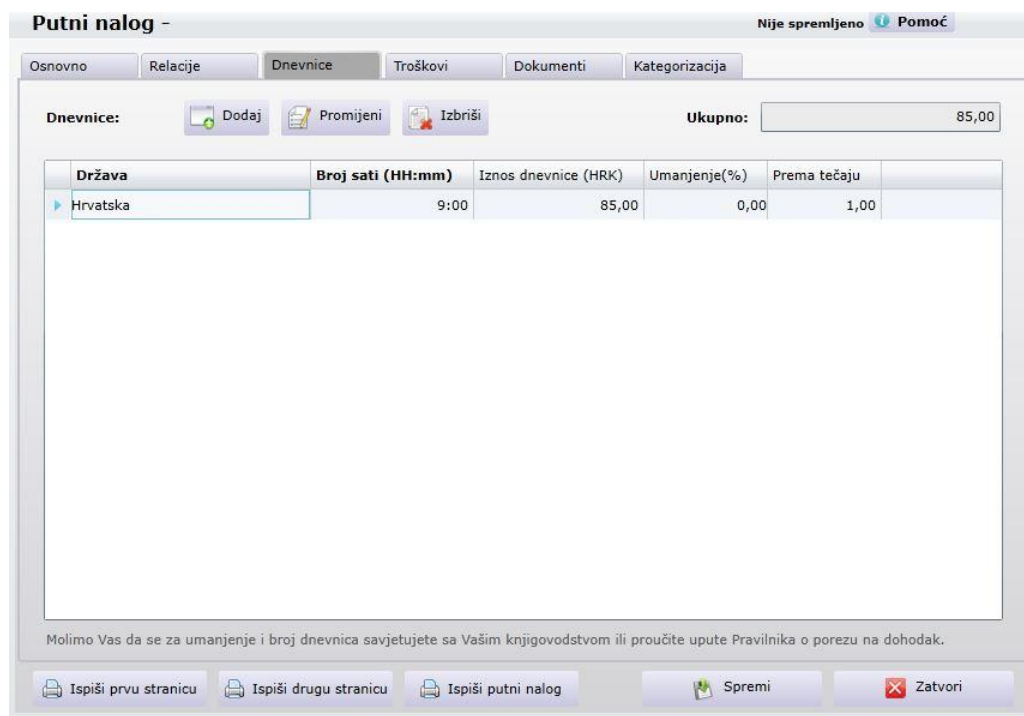 Putni nalog - Nije spremljeno Pomoć
Osnovno Relacije Dnevnice Troškovi Dokumenti Kategorizacija
Dnevnice: Dodaj Promijeni Izbriši Ukupno: 85,00
Država Broj sati (HH:mm) Iznos dnevnice (HRK) Umanjenje(%) Prema tečaju
Hrvatska 9:00 85,00 0,00 1,00
Molimo Vas da se za umanjenje i broj dnevnica savjetujete sa Vašim knjigovodstvom ili proučite upute Pravilnika o porezu na dohodak.
Ispiši prvu stranicu Ispiši drugu stranicu Ispiši putni nalog Spremi Zatvori